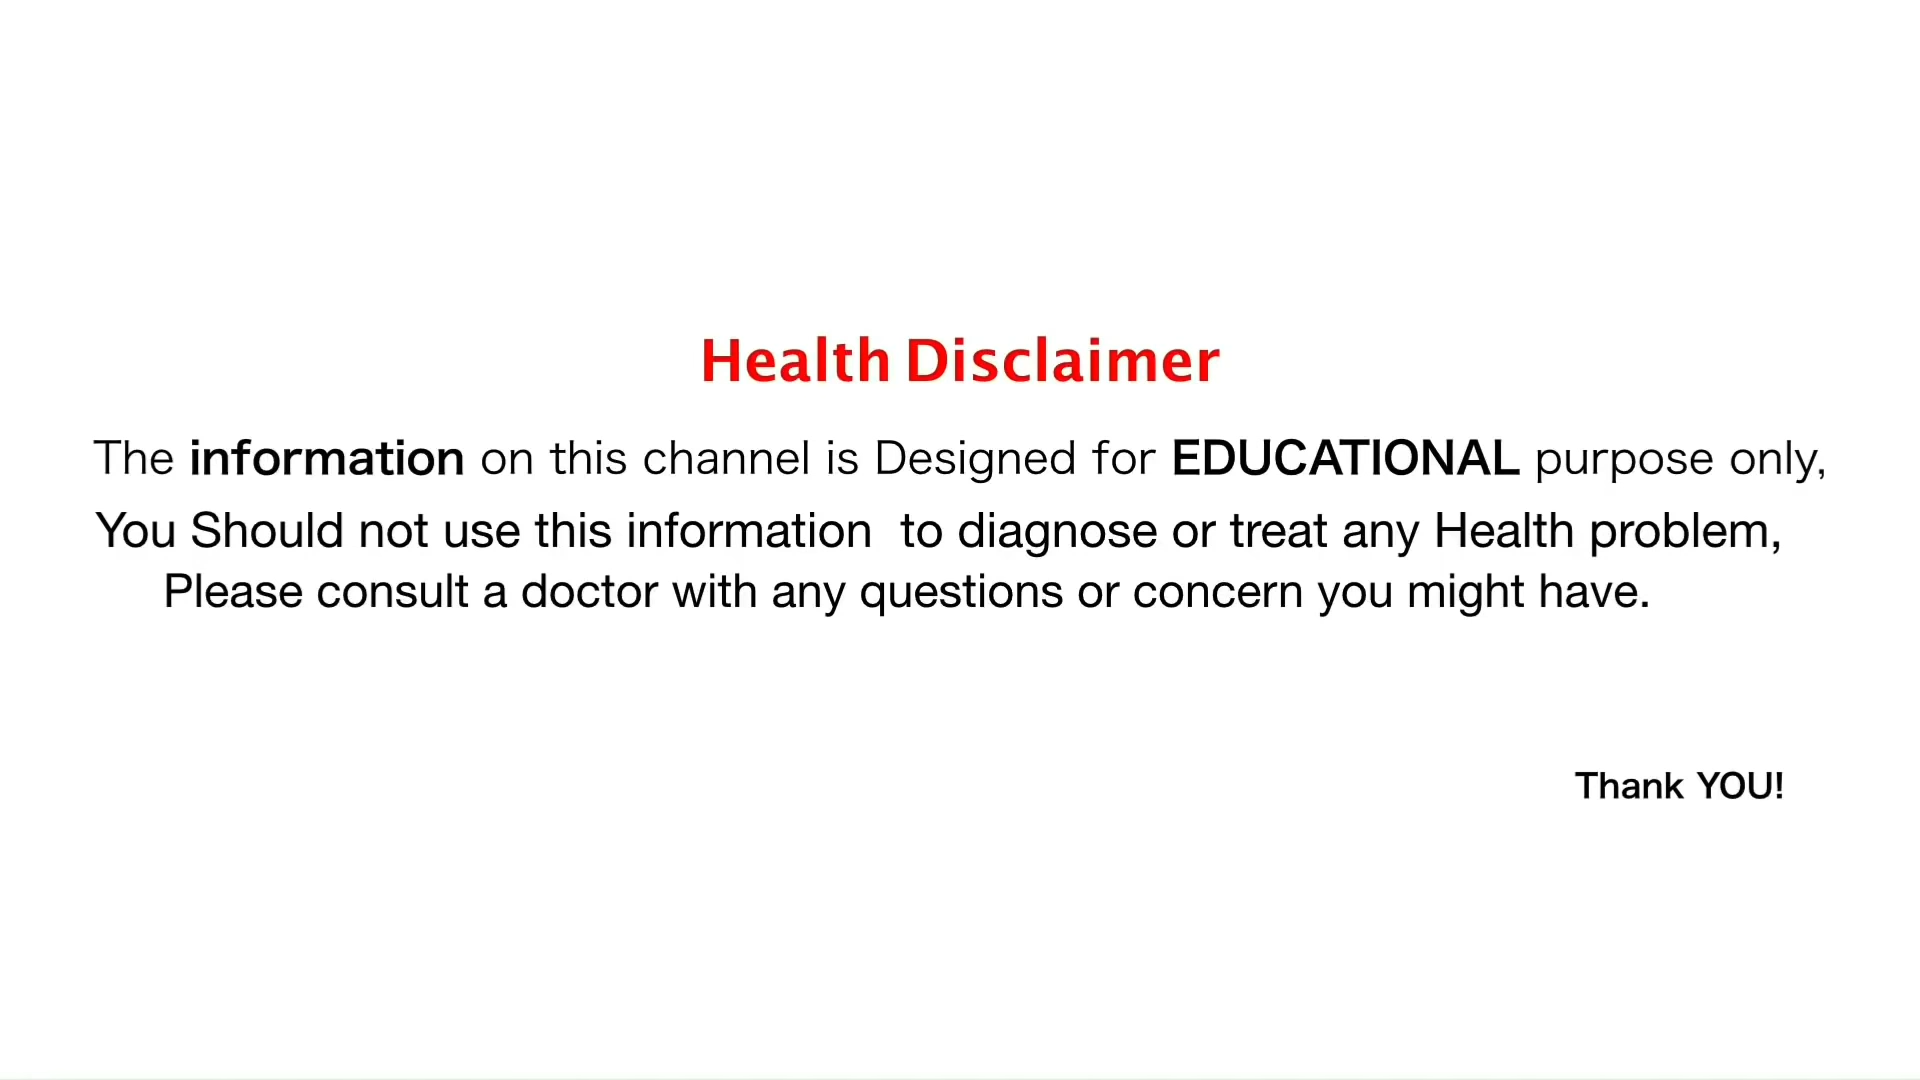 Health Disclaimer
The information on this channel is Designed for EDUCATIONAL purpose only,
You Should not use this information  to diagnose or treat any Health problem,
Please consult a doctor with any questions or concern you might have.
Thank YOU!